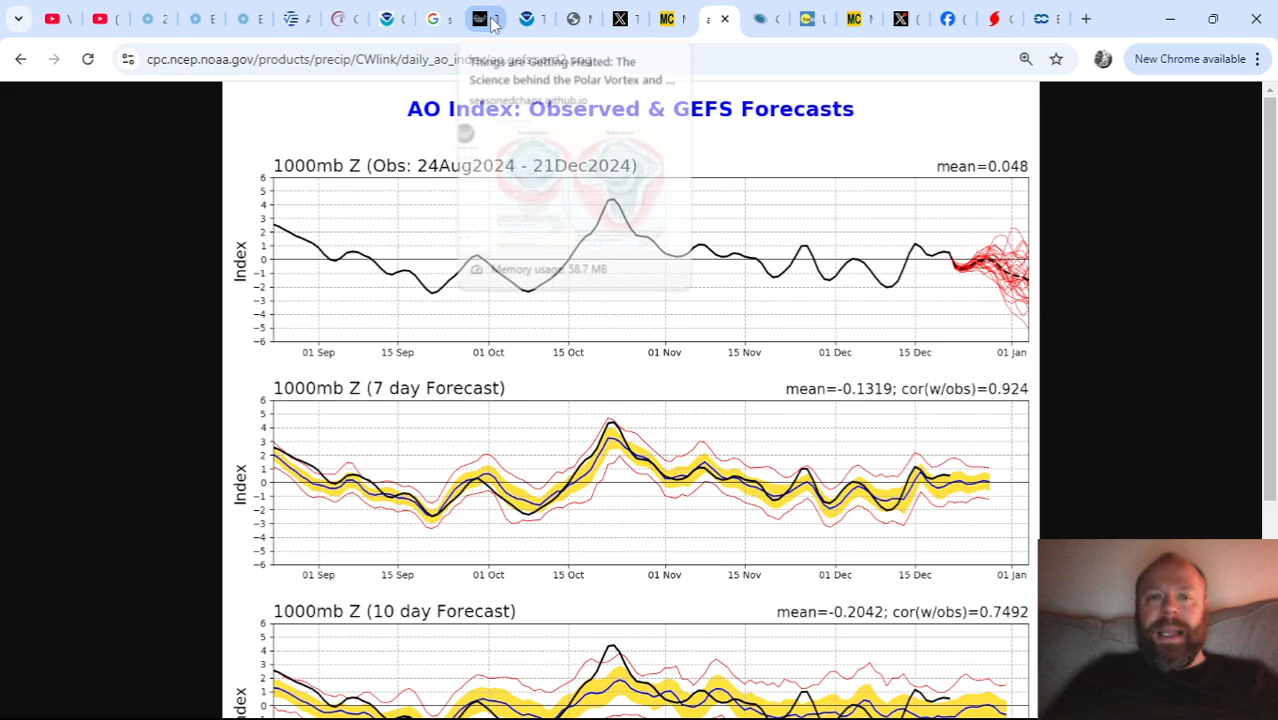 cpc.ncep.noaa.gov/products/precip/CWlink/daily_ao_index/
New Chrome available
Things are Getting Heated: The
Science behind the Polar Vortex and ...
seasonedchaos.github.io
Memory usage: 58.7 MB
AO Index: Observed & GEFS Forecasts
1000mb Z (Obs: 24Aug2024 - 21Dec2024)
mean=0.048
6
5
4
3
2
1
0
−1
−2
−3
−4
−5
−6
Index
01 Sep 15 Sep 01 Oct 15 Oct 01 Nov 15 Nov 01 Dec 15 Dec 01 Jan
1000mb Z (7 day Forecast)
mean=-0.1319; cor(w/obs)=0.924
6
5
4
3
2
1
0
−1
−2
−3
−4
−5
−6
Index
01 Sep 15 Sep 01 Oct 15 Oct 01 Nov 15 Nov 01 Dec 15 Dec 01 Jan
1000mb Z (10 day Forecast)
mean=-0.2042; cor(w/obs)=0.7492
6
5
4
3
2
1
0
Index